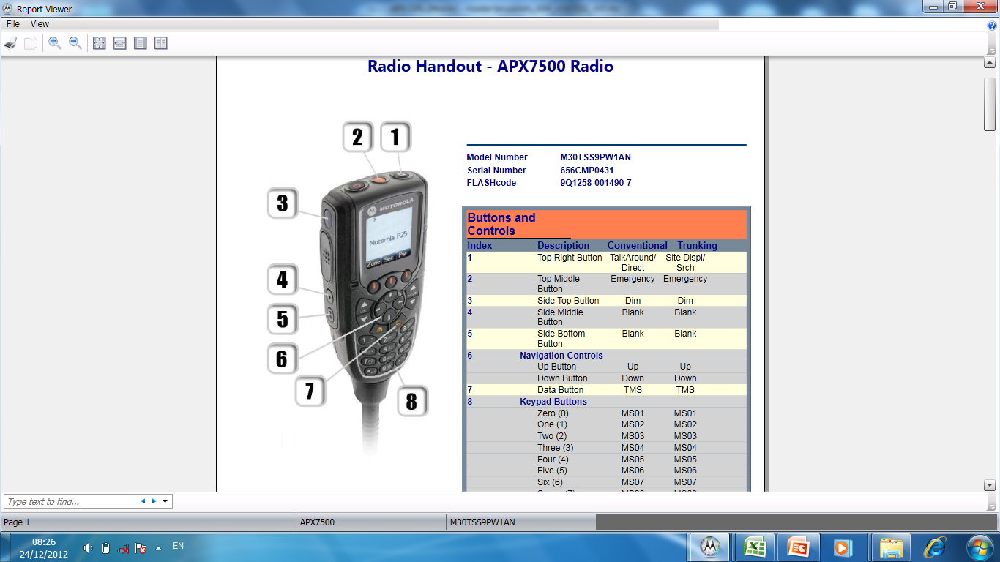 Report Viewer
File View
Radio Handout - APX7500 Radio
2 1
3
4
5
6
7
8
MOTOROLA
Motorola P25
Zone Sec Pwr
Model Number M30TSS9PW1AN
Serial Number 656CMP0431
FLASHcode 9Q1258-001490-7
Buttons and
Controls
Index Description Conventional Trunking
1 Top Right Button TalkAround/ Site Displ/
Direct Srch
2 Top Middle Emergency Emergency
Button
3 Side Top Button Dim Dim
4 Side Middle Blank Blank
Button
5 Side Bottom Blank Blank
Button
6 Navigation Controls
Up Button Up Up
Down Button Down Down
7 Data Button TMS TMS
8 Keypad Buttons
Zero (0) MS01 MS01
One (1) MS02 MS02
Two (2) MS03 MS03
Three (3) MS04 MS04
Four (4) MS05 MS05
Five (5) MS06 MS06
Six (6) MS07 MS07
Type text to find...
Page 1 APX7500 M30TSS9PW1AN
08:26
24/12/2012
EN